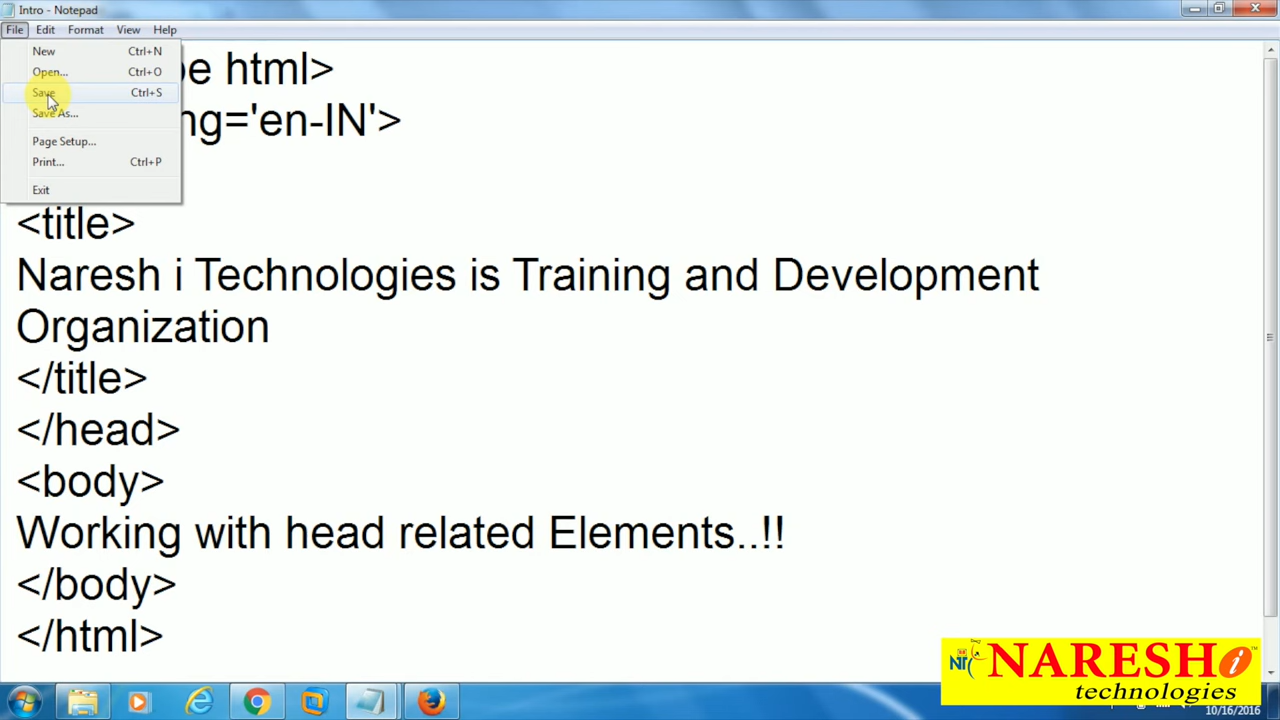 Intro - Notepad
File Edit Format View Help
New Ctrl+N
Open... Ctrl+O
Save Ctrl+S
Save As...
Page Setup...
Print... Ctrl+P
Exit
html>
'en-IN'>
<title>
Naresh i Technologies is Training and Development
Organization
</title>
</head>
<body>
Working with head related Elements..!!
</body>
</html>
NARESH i
technologies
10/16/2016